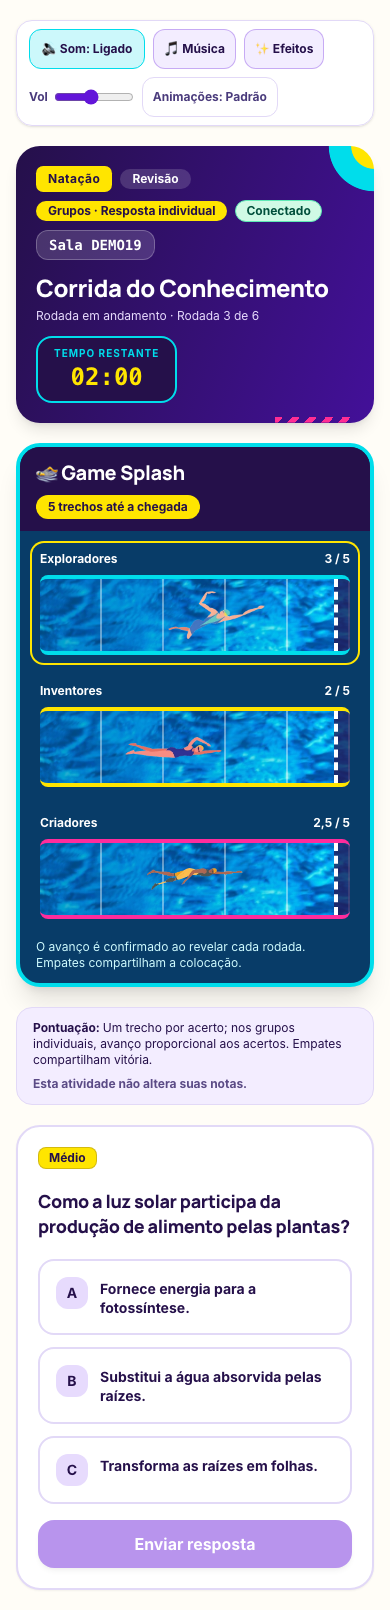 Som: Ligado
Música
Efeitos
Vol
Animações: Padrão
Natação
Revisão
Grupos · Resposta individual
Conectado
Sala DEMO19
Corrida do Conhecimento
Rodada em andamento · Rodada 3 de 6
TEMPO RESTANTE
02:00
Game Splash
5 trechos até a chegada
Exploradores 3 / 5
Inventores 2 / 5
Criadores 2,5 / 5
O avanço é confirmado ao revelar cada rodada.
Empates compartilham a colocação.
Pontuação: Um trecho por acerto; nos grupos
individuais, avanço proporcional aos acertos. Empates
compartilham vitória.
Esta atividade não altera suas notas.
Médio
Como a luz solar participa da
produção de alimento pelas plantas?
A Fornece energia para a
fotossíntese.
B Substitui a água absorvida pelas
raízes.
C Transforma as raízes em folhas.
Enviar resposta